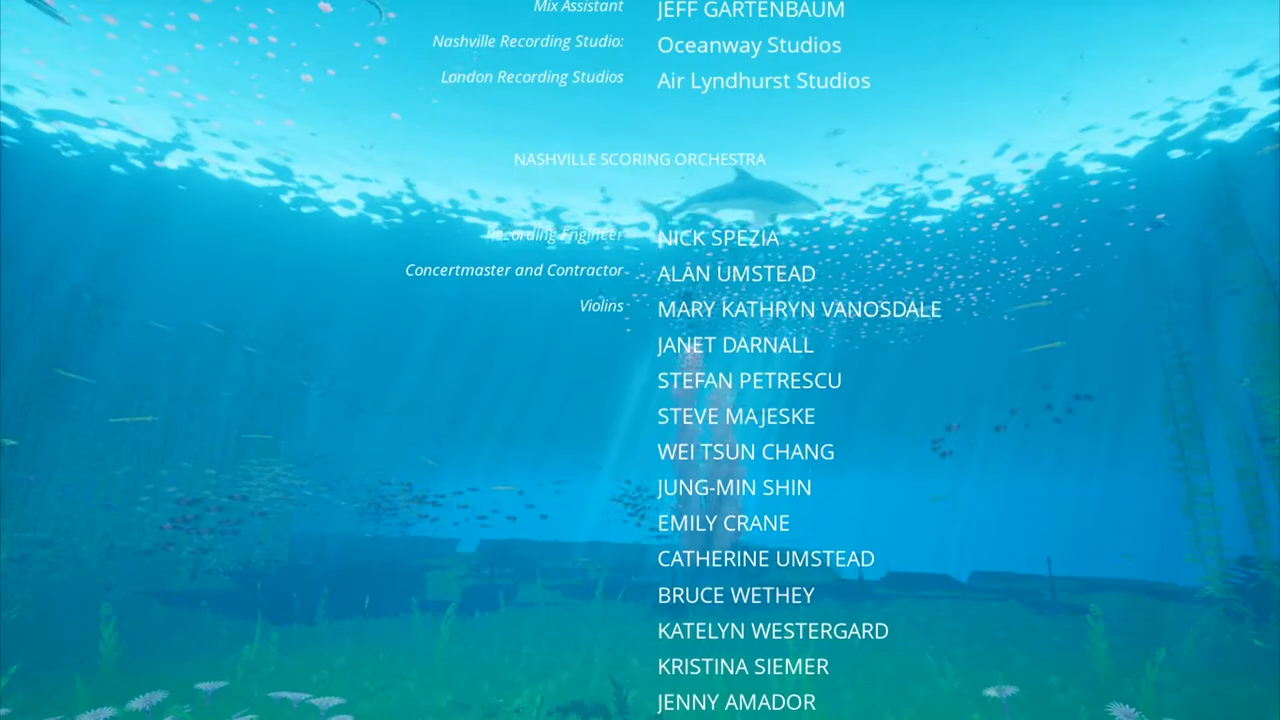 Mix Assistant JEFF GARTENBAUM
Nashville Recording Studio: Oceanway Studios
London Recording Studios Air Lyndhurst Studios
NASHVILLE SCORING ORCHESTRA
Recording Engineer NICK SPEZIA
Concertmaster and Contractor ALAN UMSTEAD
Violins MARY KATHRYN VANOSDALE
JANET DARNALL
STEFAN PETRESCU
STEVE MAJESKE
WEI TSUN CHANG
JUNG-MIN SHIN
EMILY CRANE
CATHERINE UMSTEAD
BRUCE WETHEY
KATELYN WESTERGARD
KRISTINA SIEMER
JENNY AMADOR